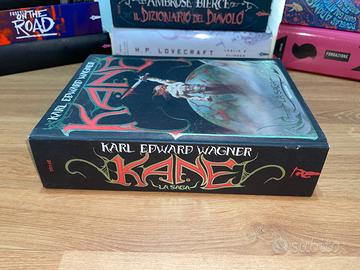 ON THE
ROAD
AMBROSE BIERCE
IL DIZIONARIO DEL DIAVOLO
H.P. LOVECRAFT
FONDAZIONE
KARL EDWARD WAGNER
KANE
KARL EDWARD WAGNER
KANE
LA SAGA
subito